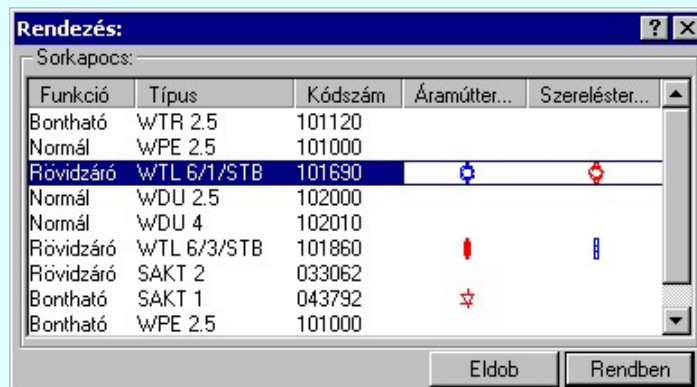 Rendezés:
Sorkapocs:
Funkció Típus Kódszám Áramútter... Szereléster...
Bontható WTR 2.5 101120
Normál WPE 2.5 101000
Rövidzáró WTL 6/1/STB 101690
Normál WDU 2.5 102000
Normál WDU 4 102010
Rövidzáró WTL 6/3/STB 101860
Rövidzáró SAKT 2 033062
Bontható SAKT 1 043792
Bontható WPE 2.5 101000
Eldob Rendben